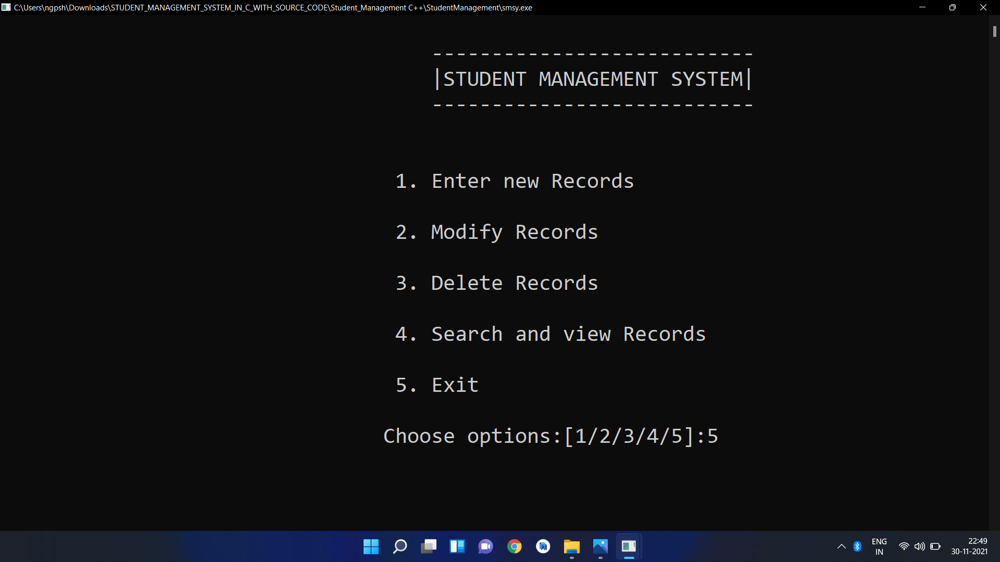 C:\Users\ngpsh\Downloads\STUDENT_MANAGEMENT_SYSTEM_IN_C_WITH_SOURCE_CODE\Student_Management C++\StudentManagement\smsy.exe
---------------------------
|STUDENT MANAGEMENT SYSTEM|
---------------------------
1. Enter new Records
2. Modify Records
3. Delete Records
4. Search and view Records
5. Exit
Choose options:[1/2/3/4/5]:5
ENG
IN
22:49
30-11-2021